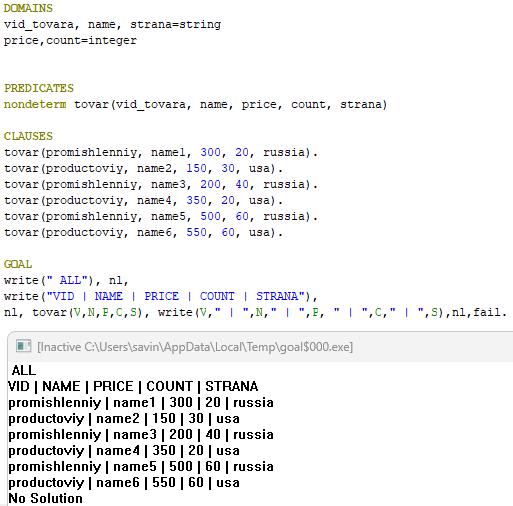 DOMAINS
vid_tovara, name, strana=string
price,count=integer
PREDICATES
nondeterm tovar(vid_tovara, name, price, count, strana)
CLAUSES
tovar(promishlenniy, name1, 300, 20, russia).
tovar(productoviy, name2, 150, 30, usa).
tovar(promishlenniy, name3, 200, 40, russia).
tovar(productoviy, name4, 350, 20, usa).
tovar(promishlenniy, name5, 500, 60, russia).
tovar(productoviy, name6, 550, 60, usa).
GOAL
write(" ALL"), nl,
write("VID | NAME | PRICE | COUNT | STRANA"),
nl, tovar(V,N,P,C,S), write(V," | ",N," | ",P, " | ",C," | ",S),nl,fail.
[Inactive C:\Users\savin\AppData\Local\Temp\goal$000.exe]
ALL
VID | NAME | PRICE | COUNT | STRANA
promishlenniy | name1 | 300 | 20 | russia
productoviy | name2 | 150 | 30 | usa
promishlenniy | name3 | 200 | 40 | russia
productoviy | name4 | 350 | 20 | usa
promishlenniy | name5 | 500 | 60 | russia
productoviy | name6 | 550 | 60 | usa
No Solution